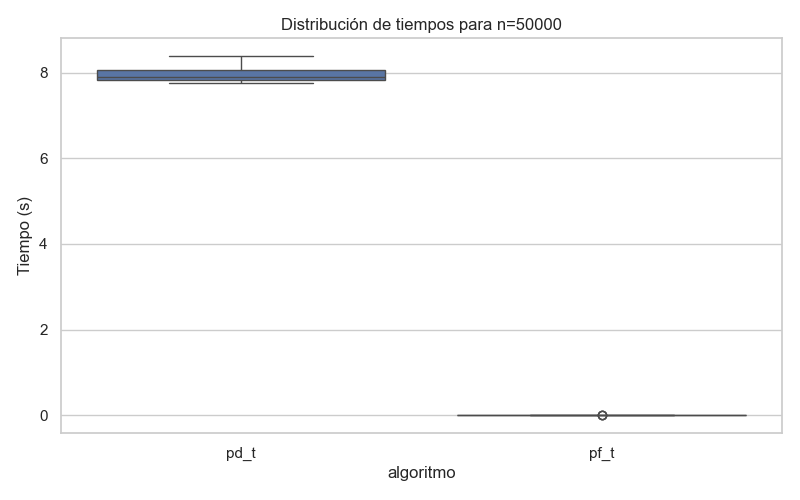 Distribución de tiempos para n=50000
Tiempo (s)
8
6
4
2
0
pd_t
pf_t
algoritmo